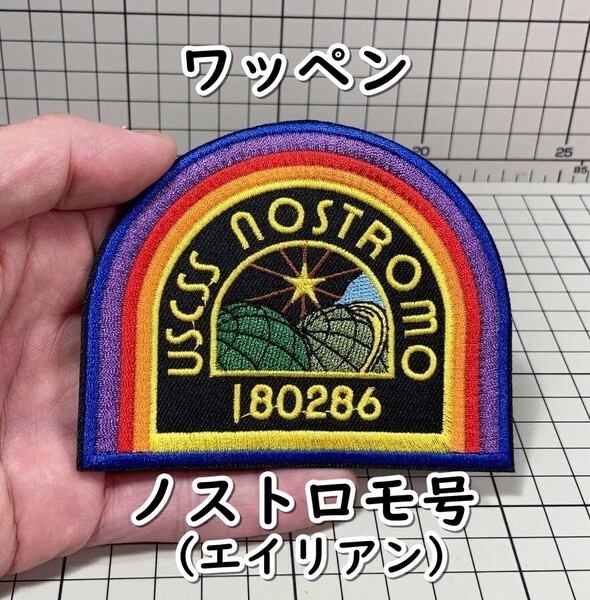 ワッペン
20 25
85
USCSS NOSTROMO
180286
ノストロモ号
(エイリアン)